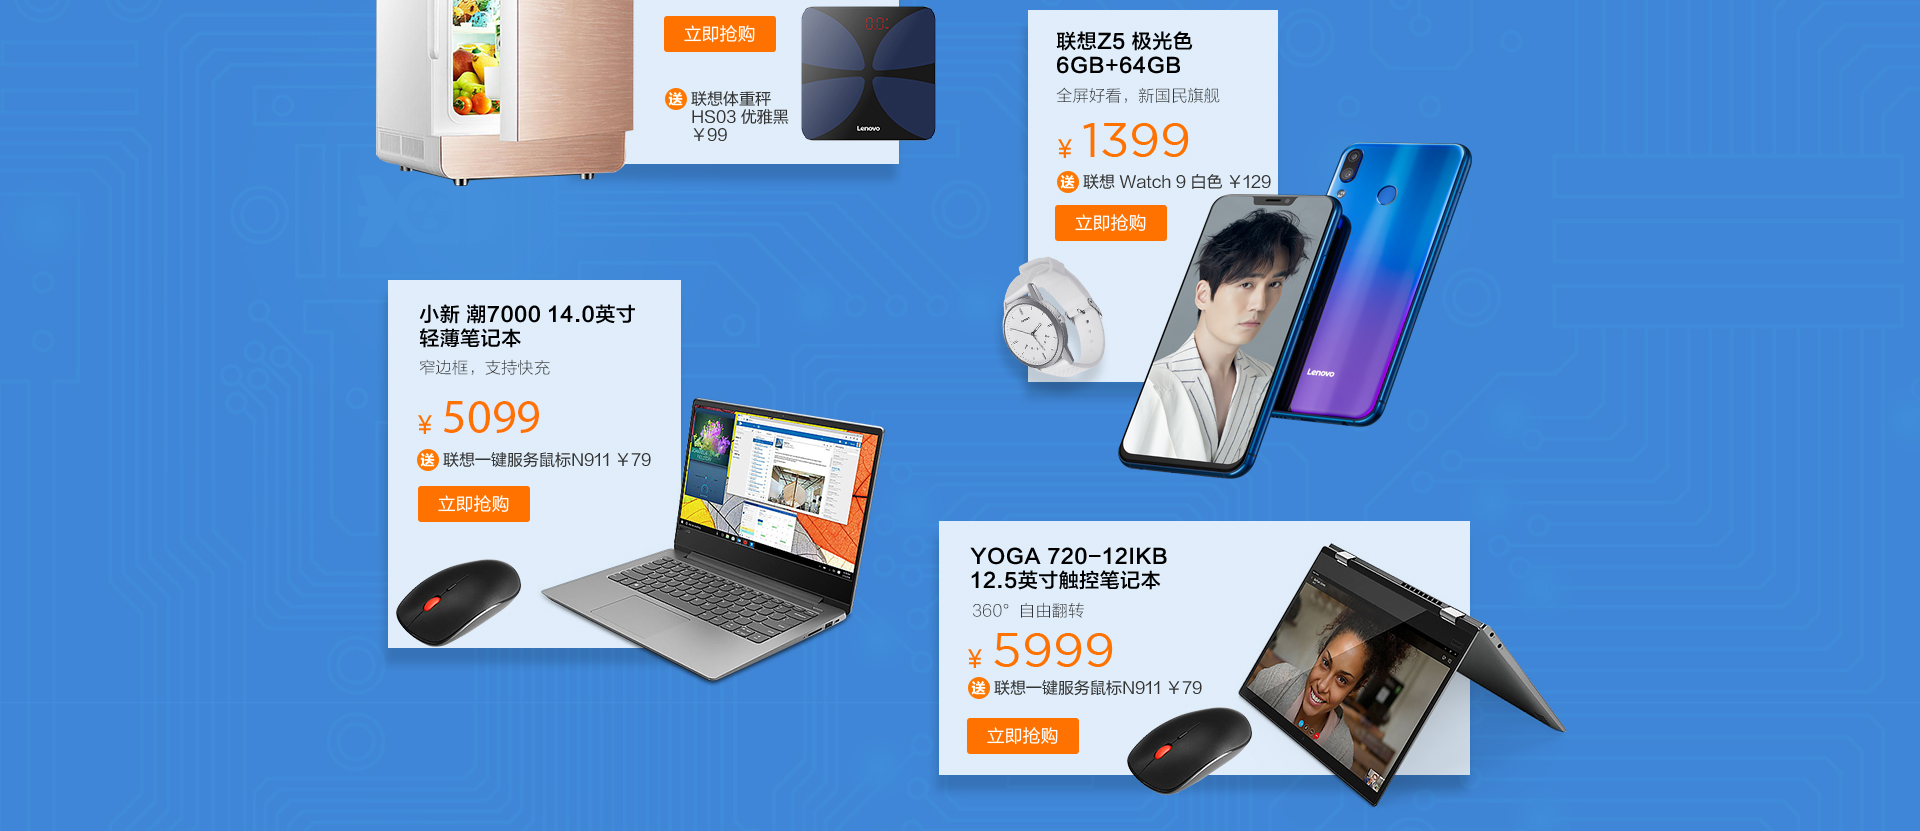 立即抢购
送 联想体重秤
HS03 优雅黑
￥99
Lenovo
联想Z5 极光色
6GB+64GB
全屏好看，新国民旗舰
￥1399
送 联想 Watch 9 白色 ￥129
立即抢购
Lenovo
小新 潮7000 14.0英寸
轻薄笔记本
窄边框，支持快充
￥5099
送 联想一键服务鼠标N911 ￥79
立即抢购
YOGA 720-12IKB
12.5英寸触控笔记本
360° 自由翻转
￥5999
送 联想一键服务鼠标N911 ￥79
立即抢购